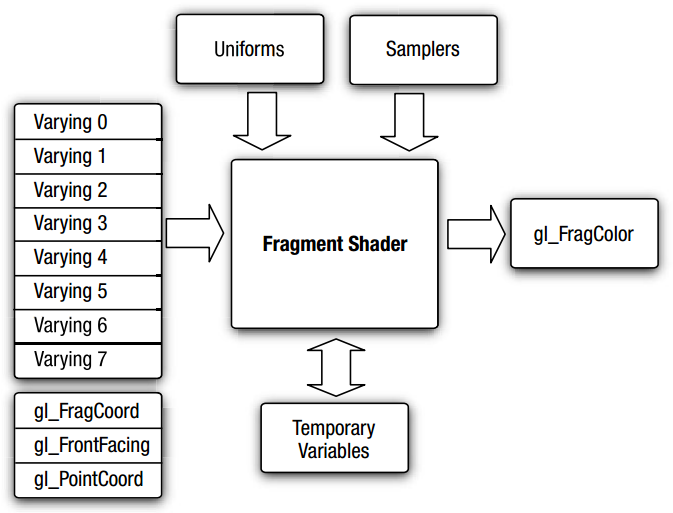 Uniforms
Samplers
Varying 0
Varying 1
Varying 2
Varying 3
Varying 4
Varying 5
Varying 6
Varying 7
gl_FragCoord
gl_FrontFacing
gl_PointCoord
Fragment Shader
gl_FragColor
Temporary
Variables